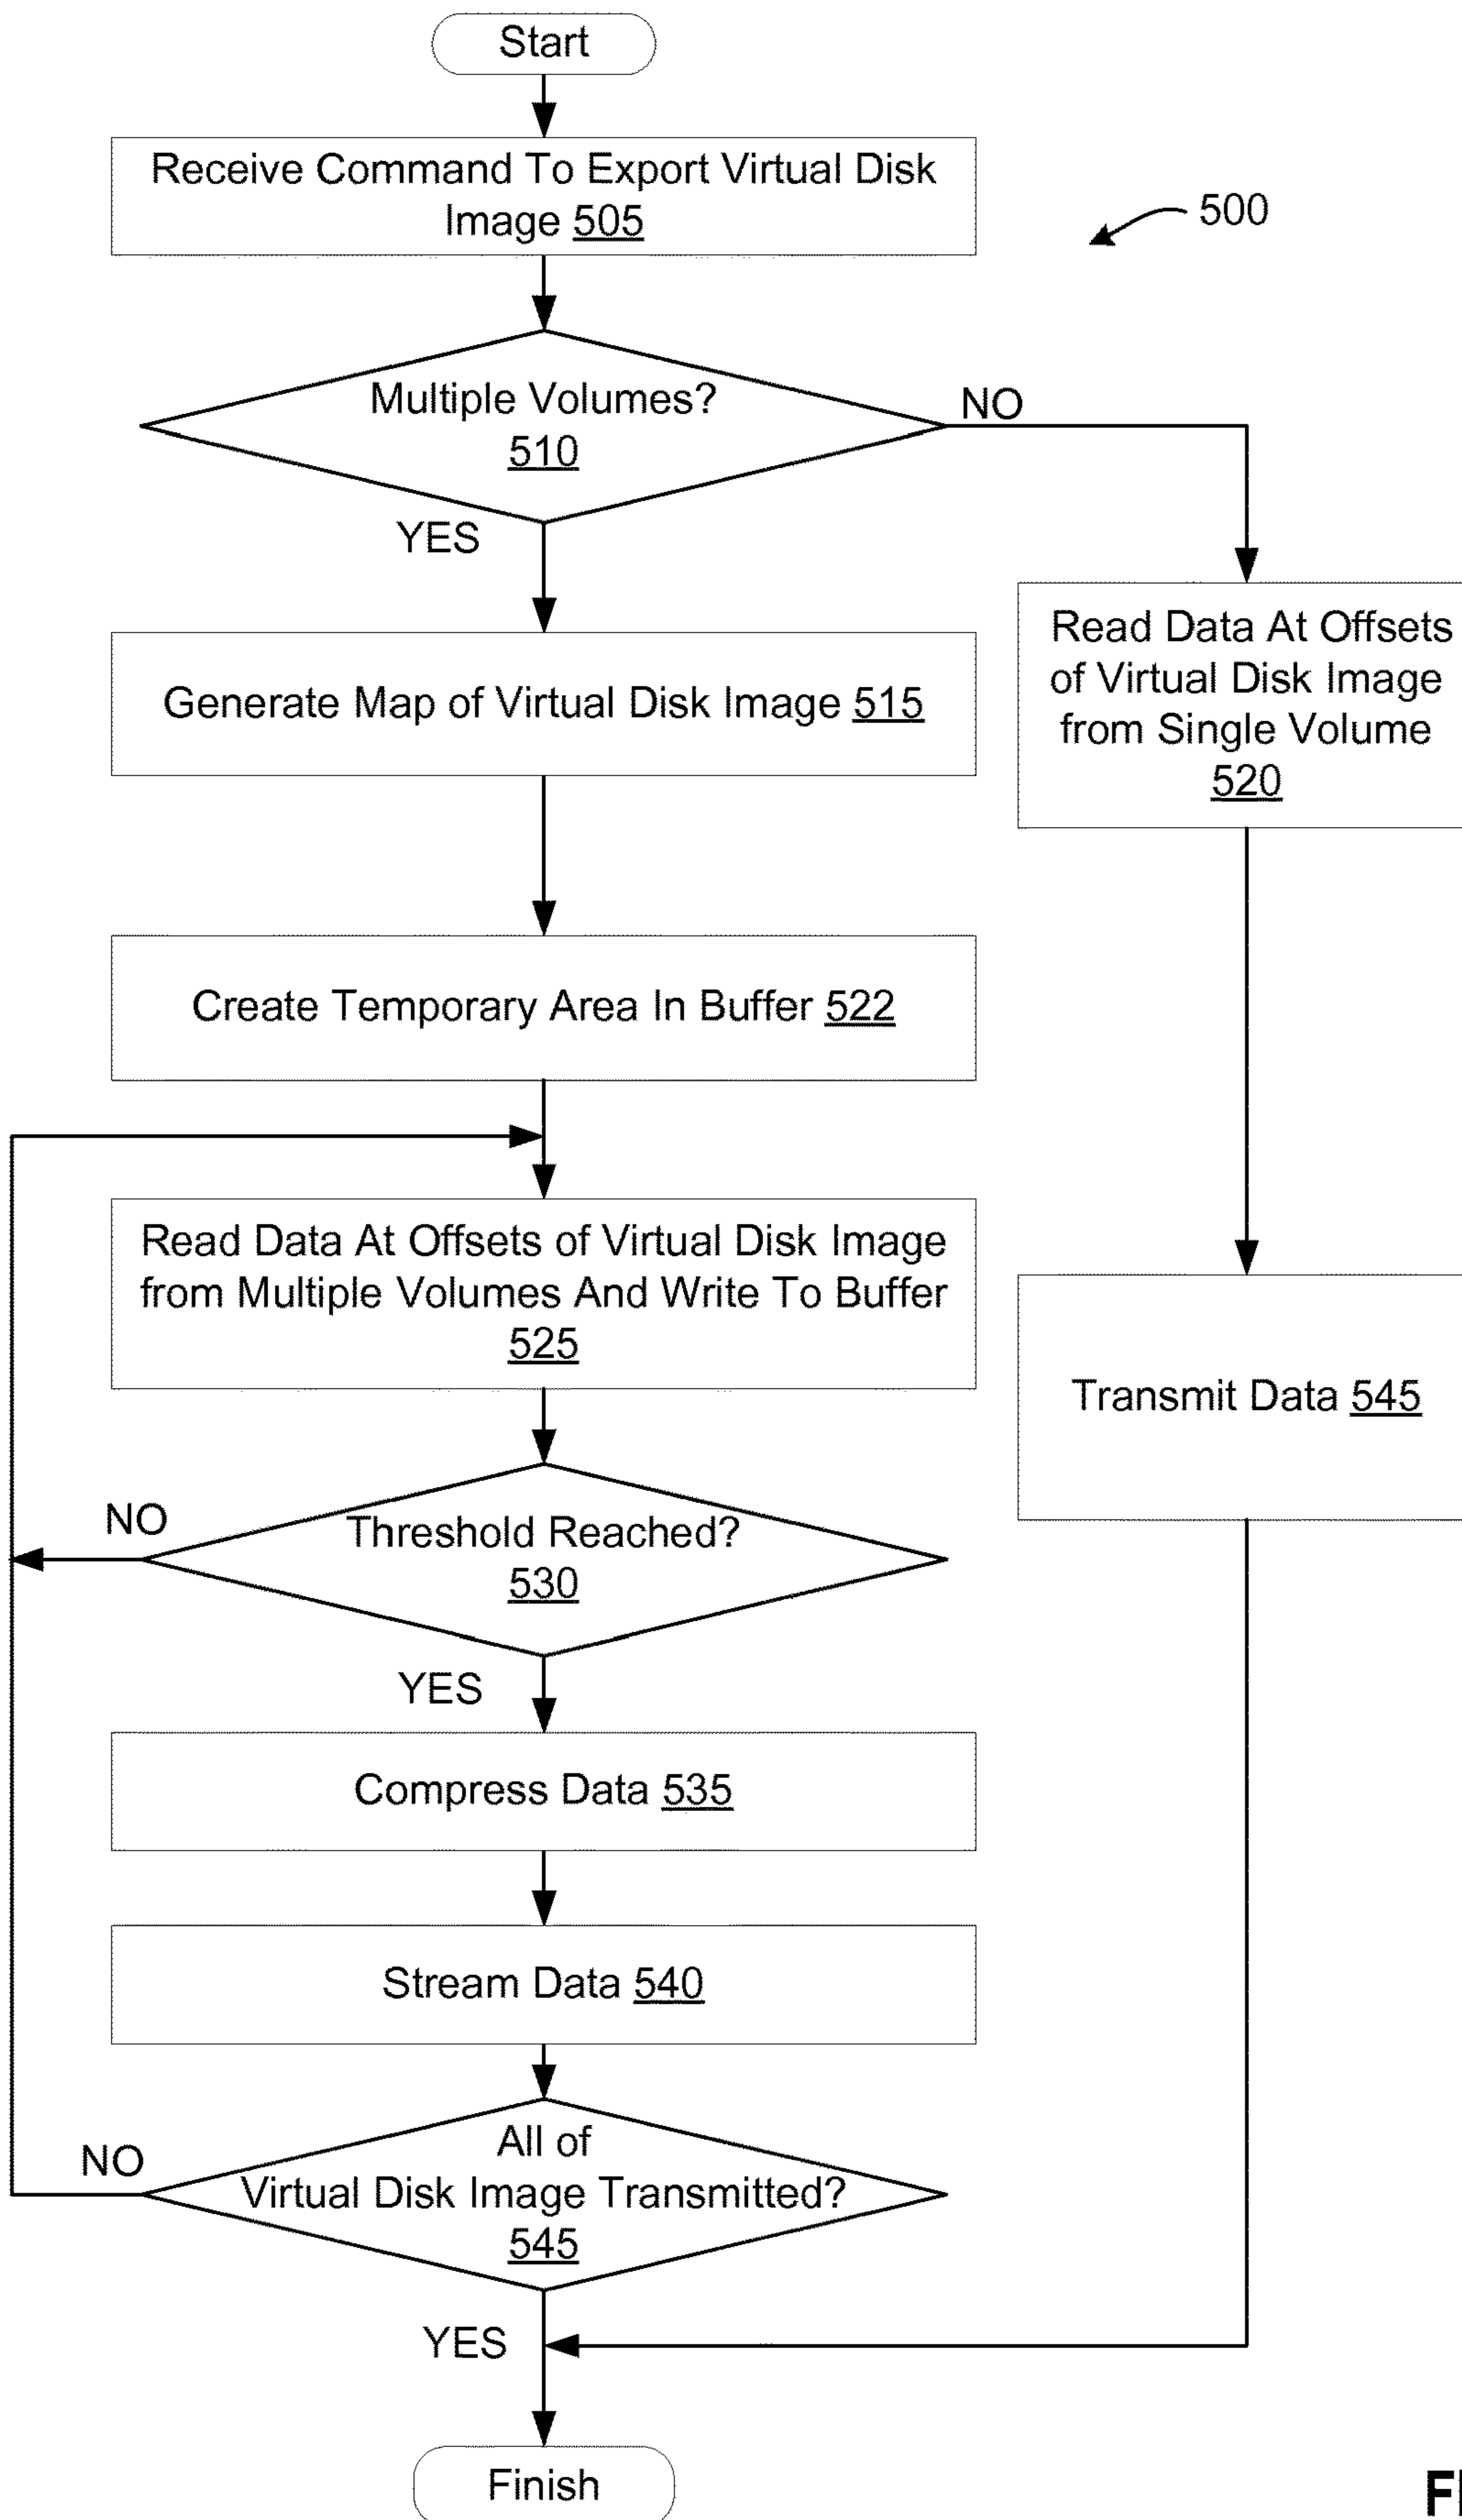 Start
Receive Command To Export Virtual Disk
Image 505
500
Multiple Volumes?
510
NO
YES
Generate Map of Virtual Disk Image 515
Read Data At Offsets
of Virtual Disk Image
from Single Volume
520
Create Temporary Area In Buffer 522
Read Data At Offsets of Virtual Disk Image
from Multiple Volumes And Write To Buffer
525
Transmit Data 545
NO
Threshold Reached?
530
YES
Compress Data 535
Stream Data 540
NO
All of
Virtual Disk Image Transmitted?
545
YES
Finish